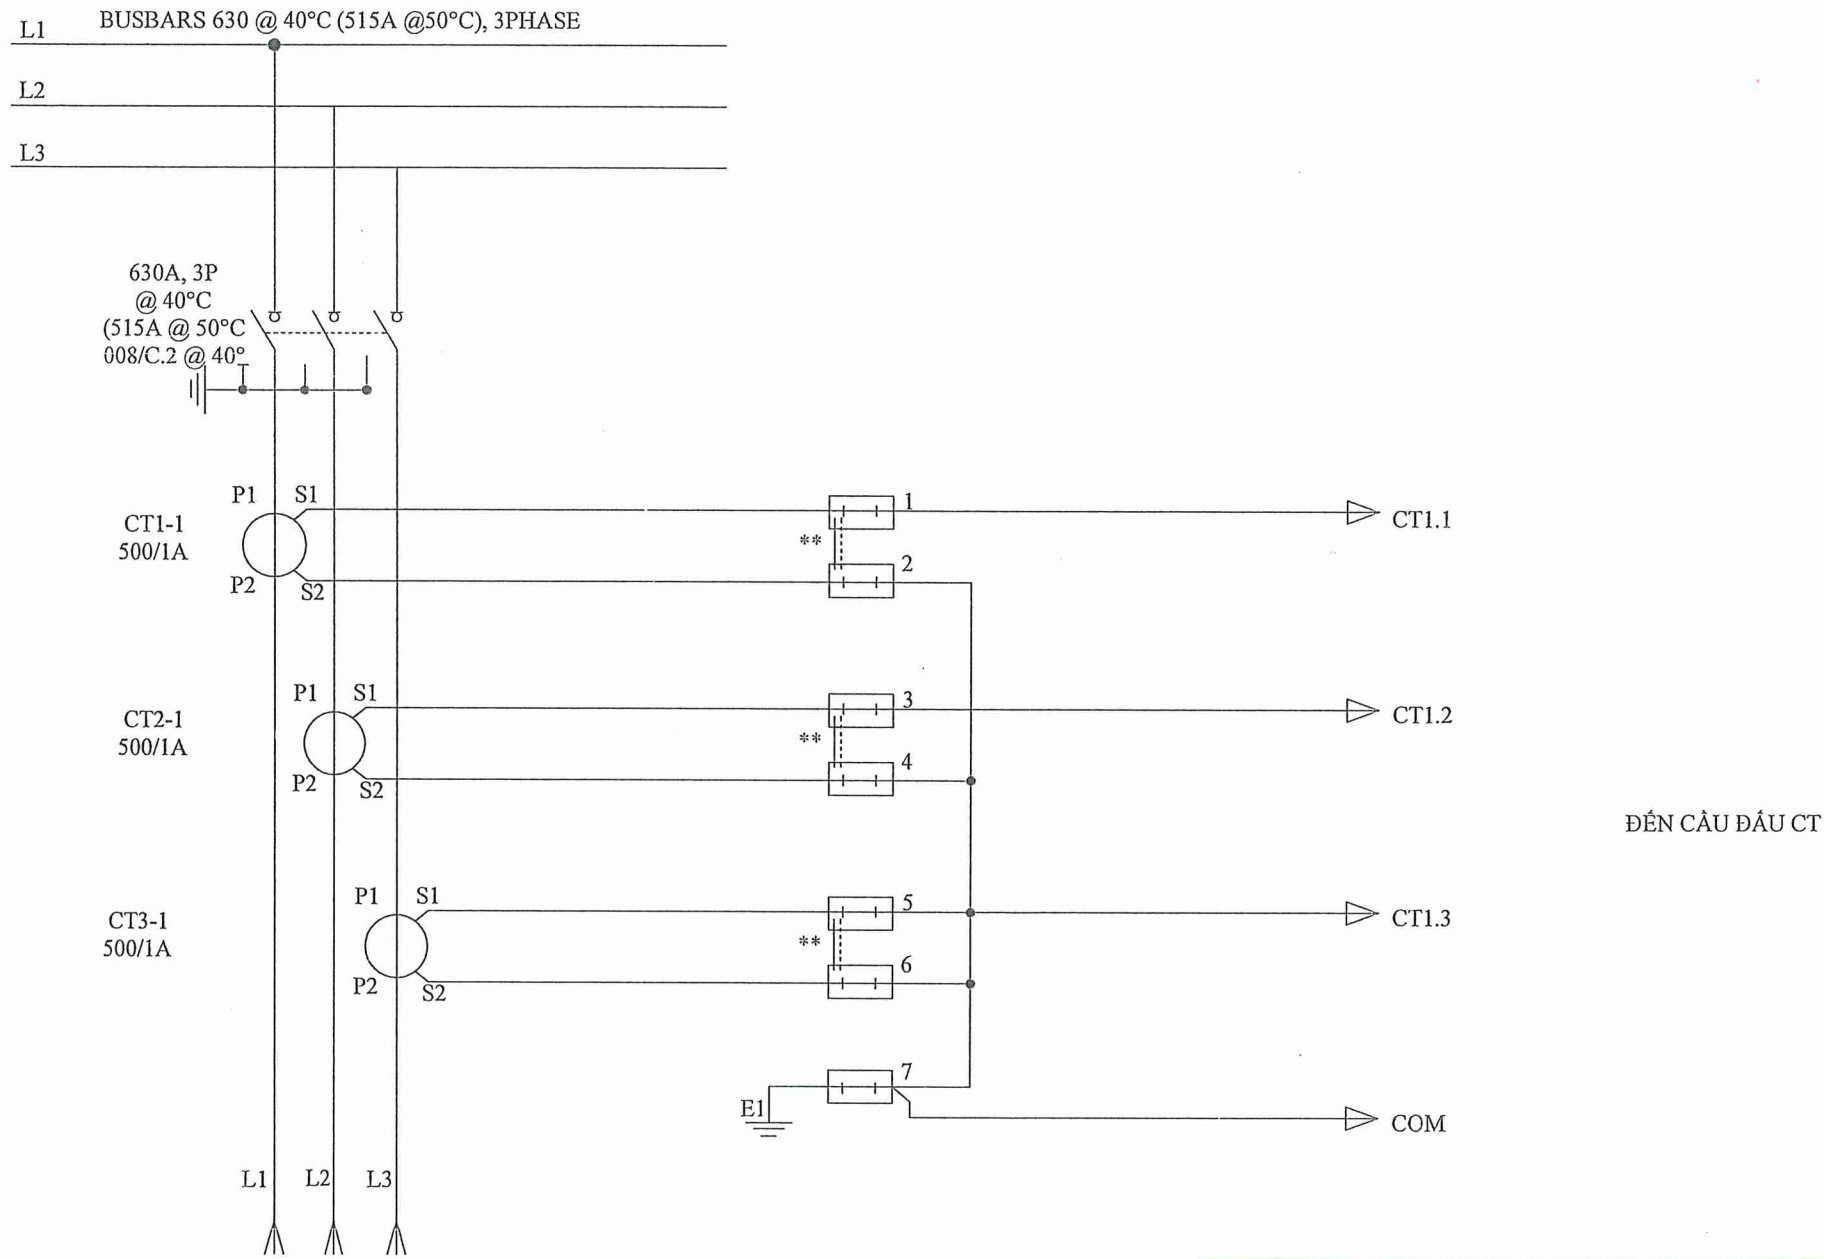 BUSBARS 630 @ 40°C (515A @50°C), 3PHASE
L1
L2
L3
630A, 3P
@ 40°C
(515A @ 50°C
008/C.2 @ 40°
P1
S1
CT1-1
500/1A
P2
S2
**
1
2
CT1.1
P1
S1
CT2-1
500/1A
P2
S2
**
3
4
CT1.2
ĐẾN CẦU ĐẤU CT
P1
S1
CT3-1
500/1A
P2
S2
**
5
6
CT1.3
7
E1
COM
L1
L2
L3